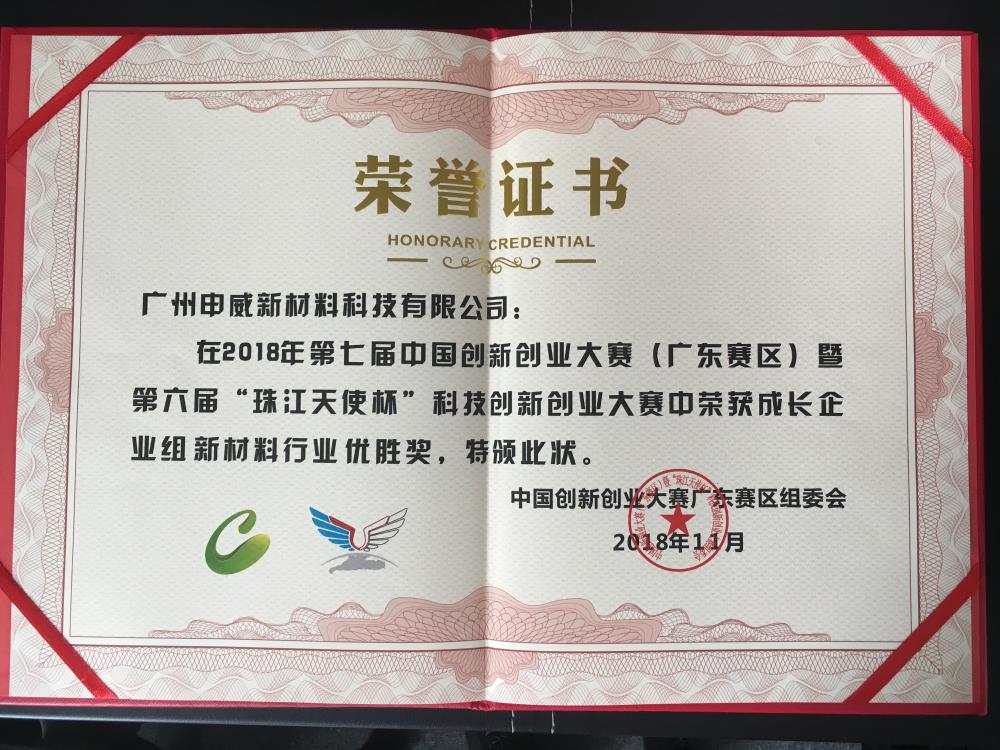 荣誉证书
HONORARY CREDENTIAL
广州申威新材料科技有限公司：
在2018年第七届中国创新创业大赛（广东赛区）暨
第六届“珠江天使杯”科技创新创业大赛中荣获成长企
业组新材料行业优胜奖，特颁此状。
中国创新创业大赛广东赛区组委会
2018年11月